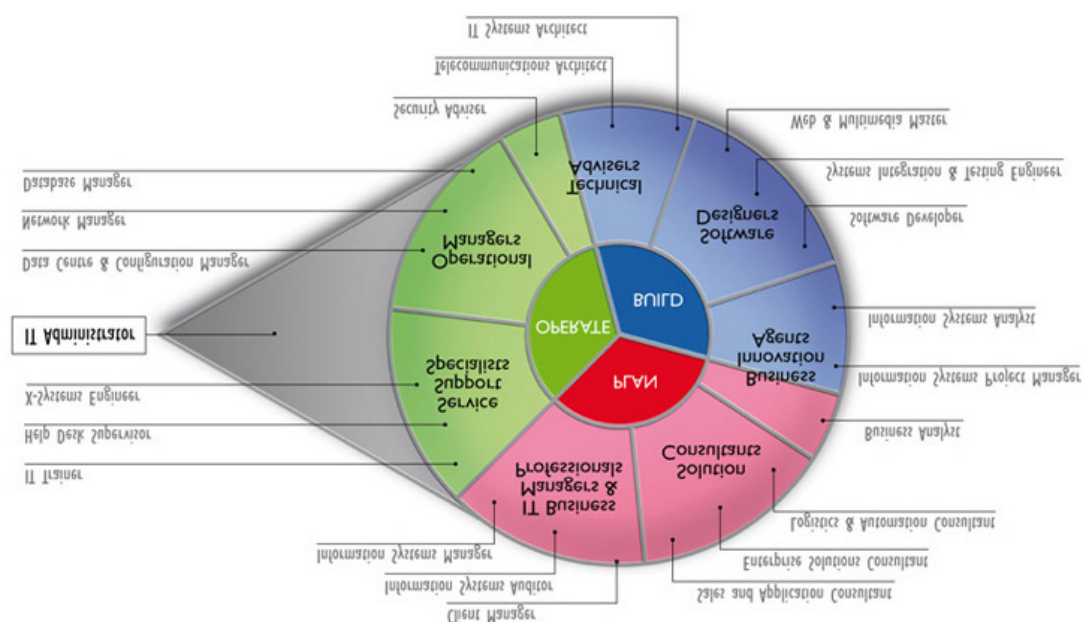 Client Manager
Information Systems Auditor
Information Systems Manager
Sales and Application Consultant
Enterprise Solutions Consultant
Logistics & Automation Consultant
IT Trainer
Help Desk Supervisor
X-Systems Engineer
IT Business
Managers &
Professionals
Solution
Consultants
Business Analyst
Service
Support
Specialists
PLAN
Business
Innovation
Agents
Information Systems Project Manager
IT Administrator
OPERATE
BUILD
Information Systems Analyst
Data Centre & Configuration Manager
Network Manager
Database Manager
Operational
Managers
Software
Designers
Software Developer
Systems Integration & Testing Engineer
Web & Multimedia Master
Technical
Advisers
Security Adviser
Telecommunications Architect
IT Systems Architect